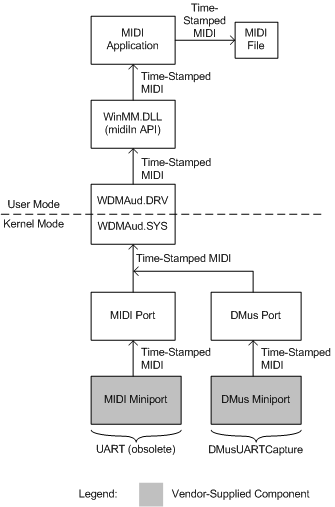 MIDI
Application
Time-
Stamped
MIDI
MIDI
File
Time-Stamped
MIDI
WinMM.DLL
(midiIn API)
Time-Stamped
MIDI
WDMAud.DRV
User Mode
Kernel Mode
WDMAud.SYS
Time-Stamped MIDI
MIDI Port
DMus Port
Time-Stamped
MIDI
Time-Stamped
MIDI
MIDI Miniport
DMus Miniport
UART (obsolete)
DMusUARTCapture
Legend:
Vendor-Supplied Component